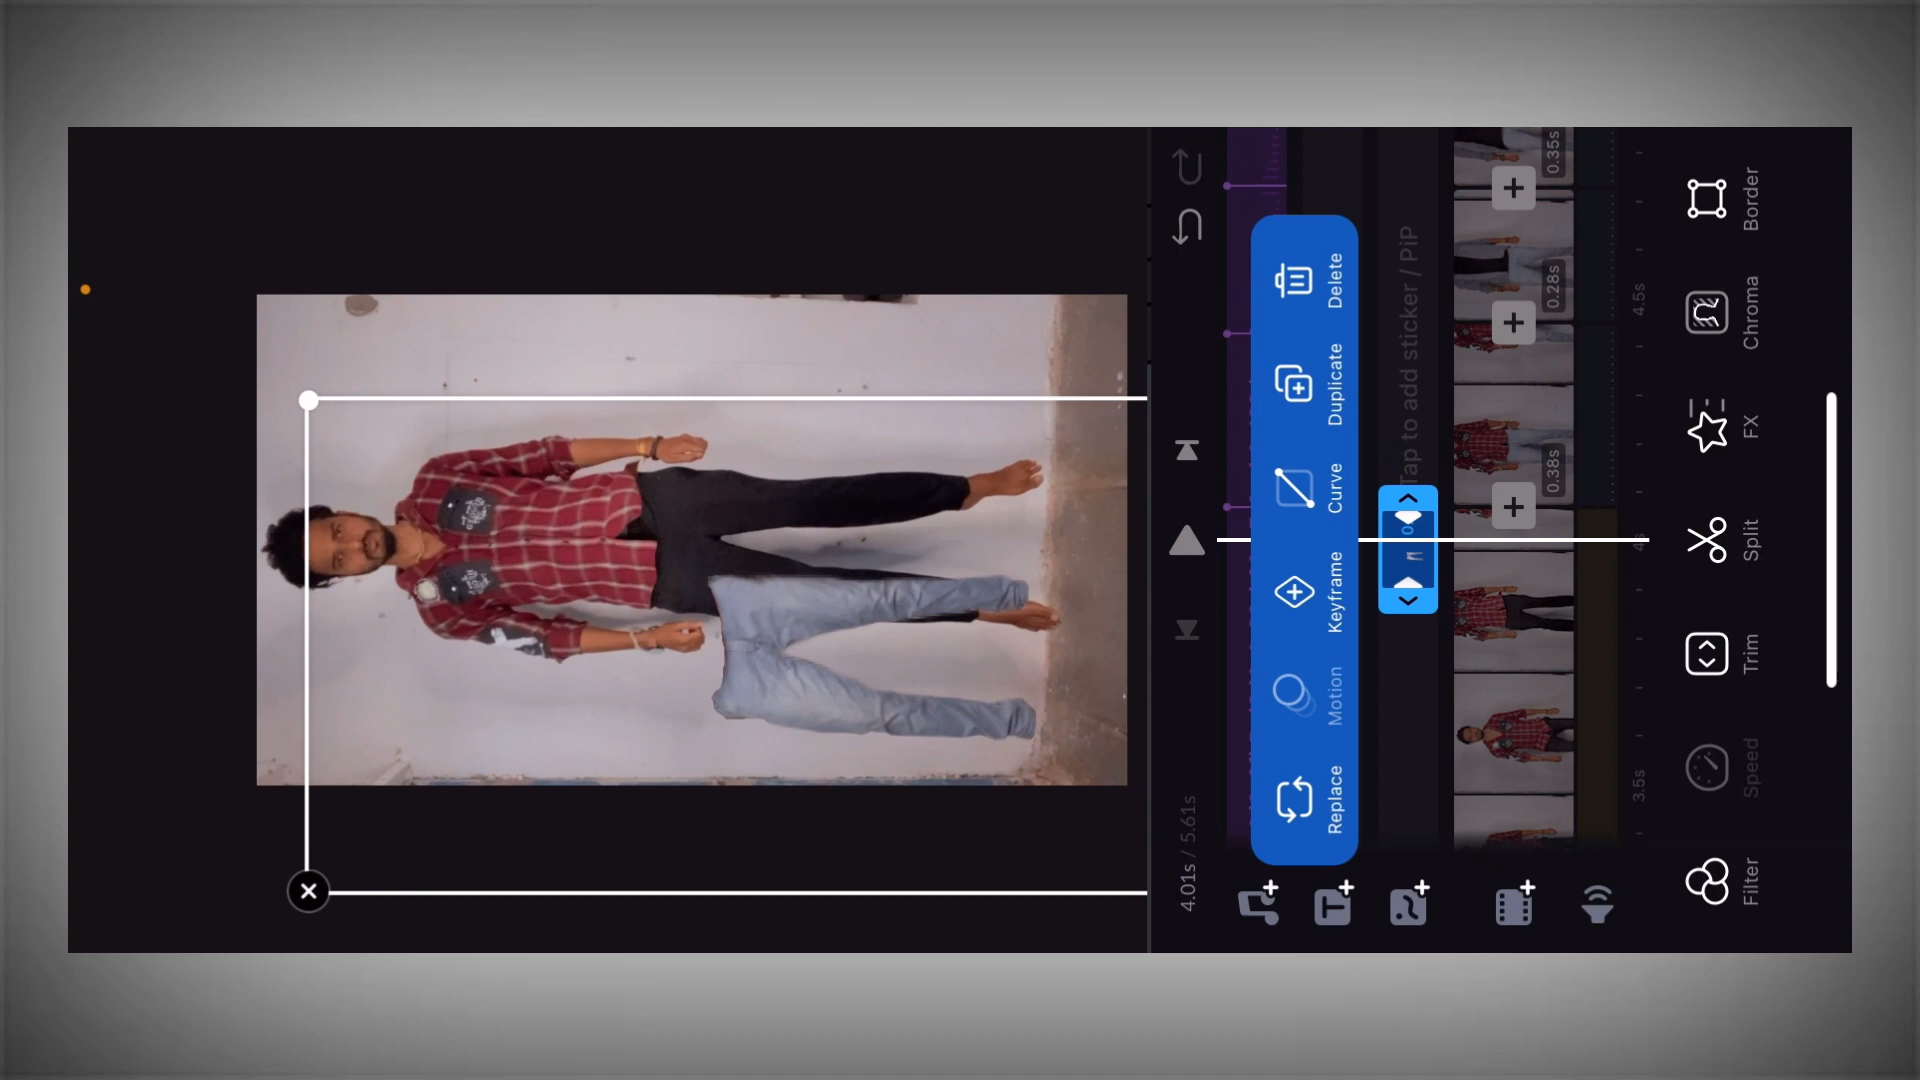 4.01s / 5.61s
Replace Motion Keyframe Curve Duplicate Delete
Tap to add sticker / PiP
0.38s 0.28s 0.35s
3.5s 4s 4.5s
Filter Speed Trim Split FX Chroma Border